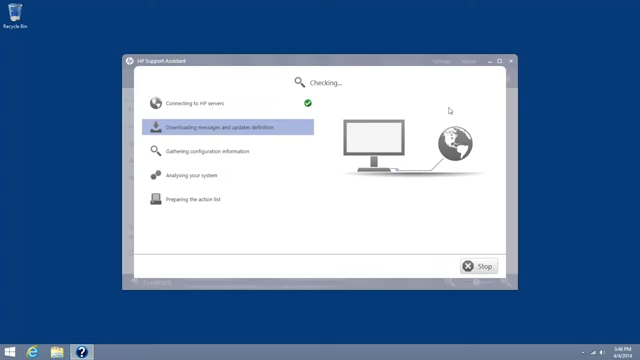 Recycle Bin
HP Support Assistant
Settings
About
Checking...
Connecting to HP servers
Downloading messages and updates definition
Gathering configuration information
Analysing your system
Preparing the action list
Stop
3:46 PM
6/4/2014